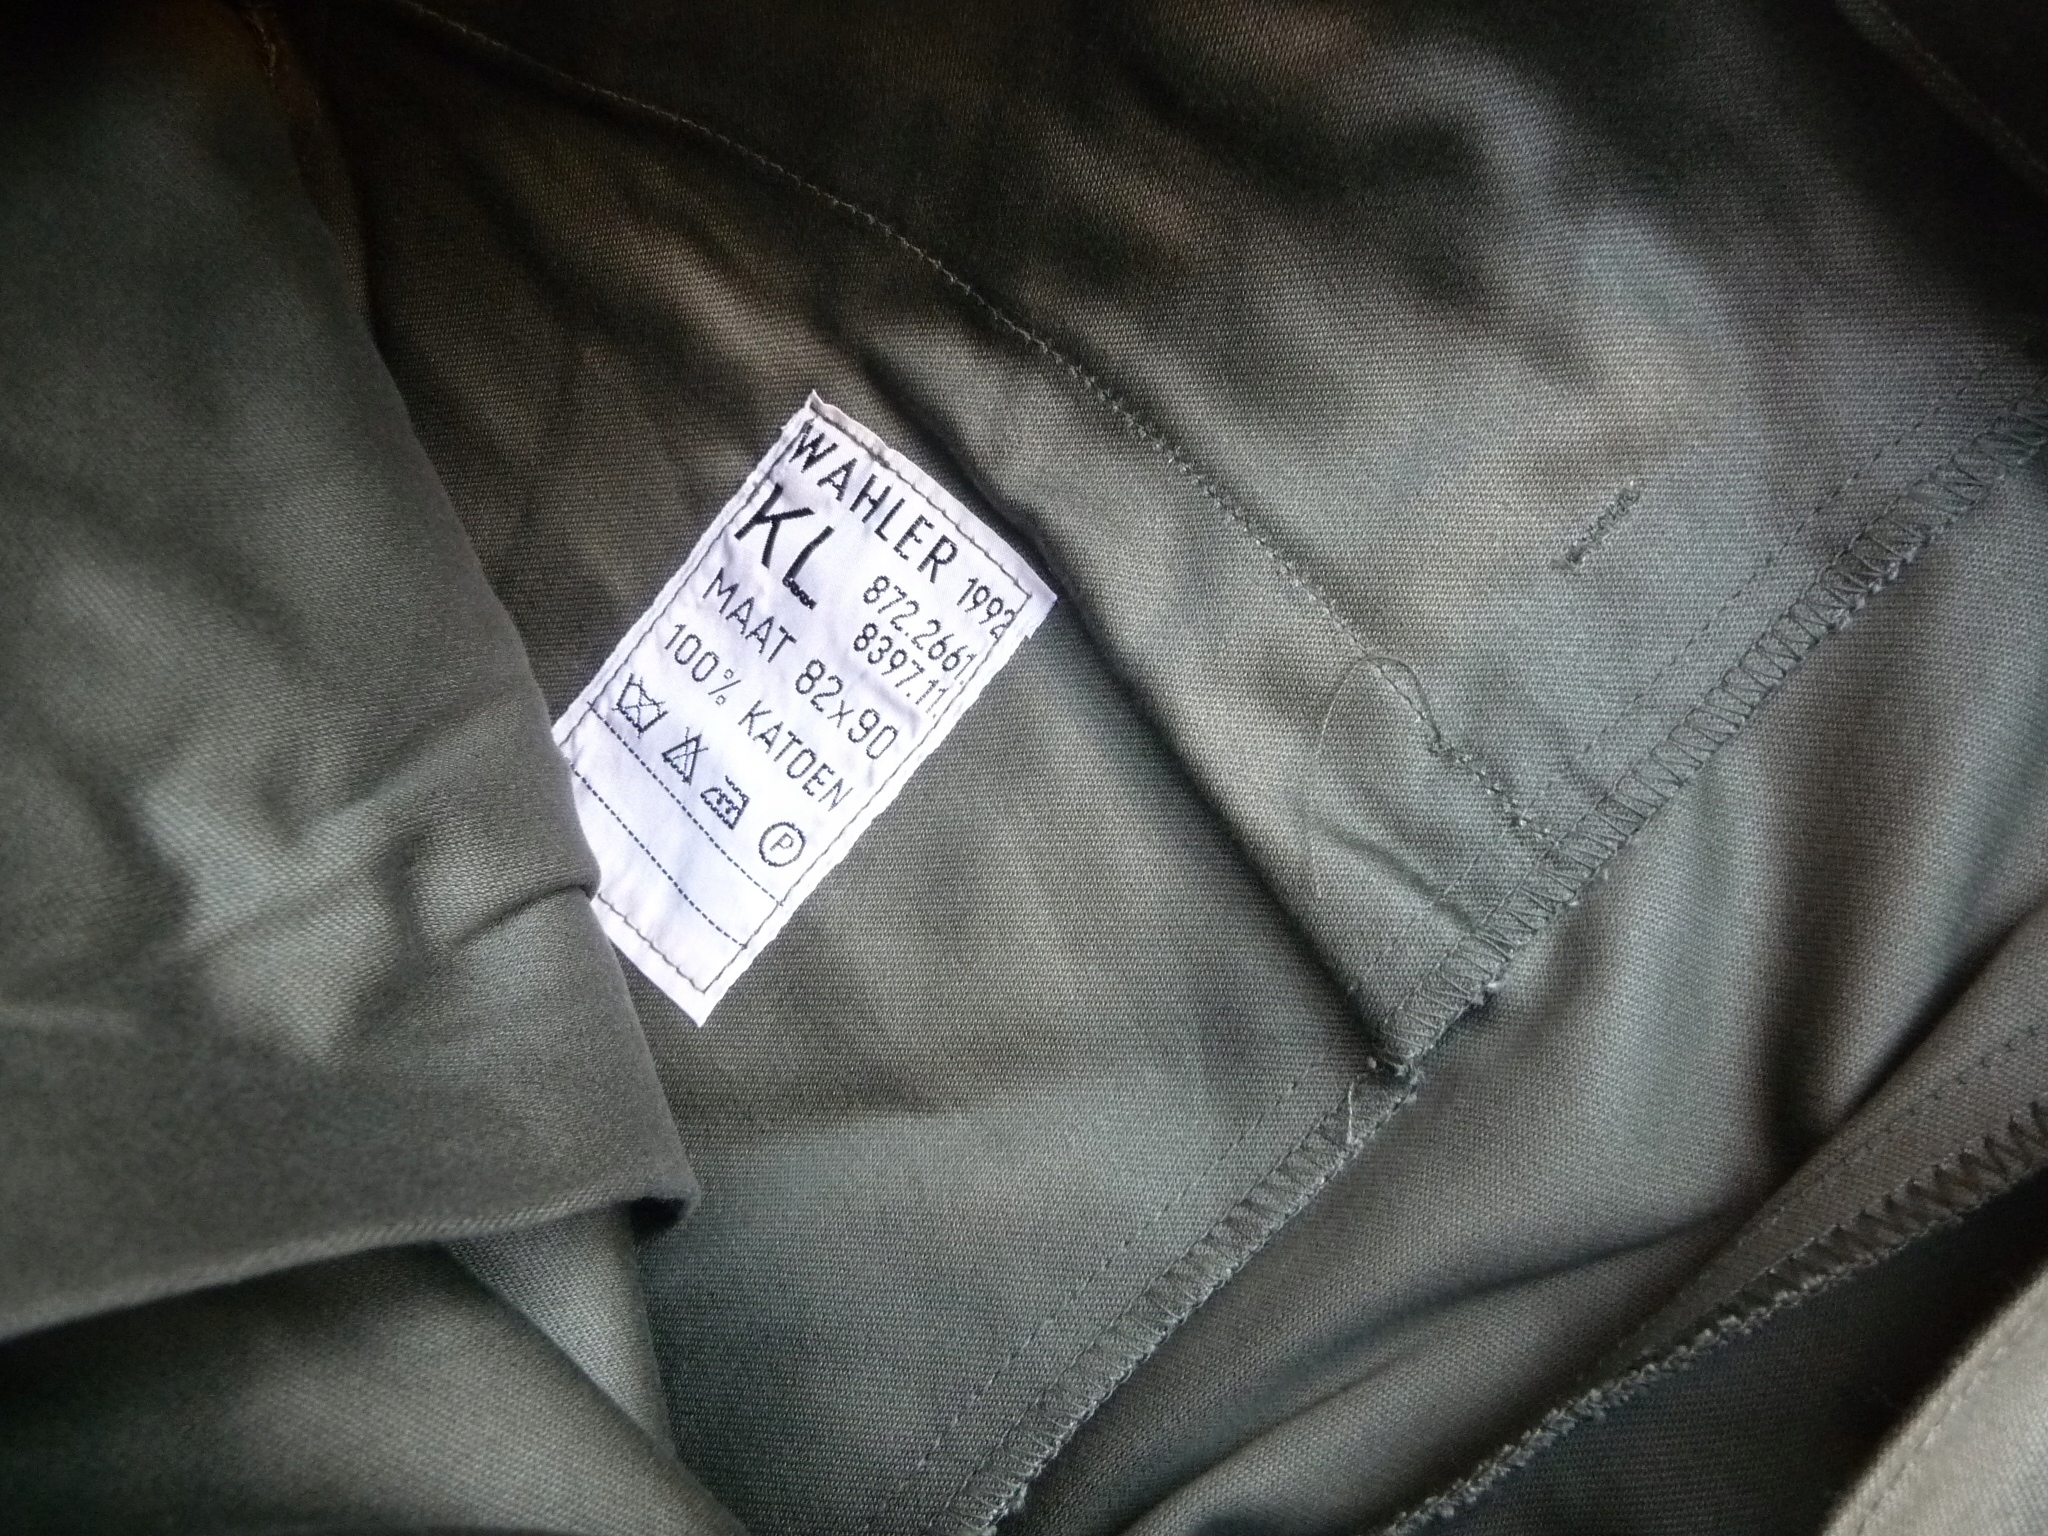 WAHLER 1992
KL 872.2661
8397.11
MAAT 82x90
100% KATOEN
P